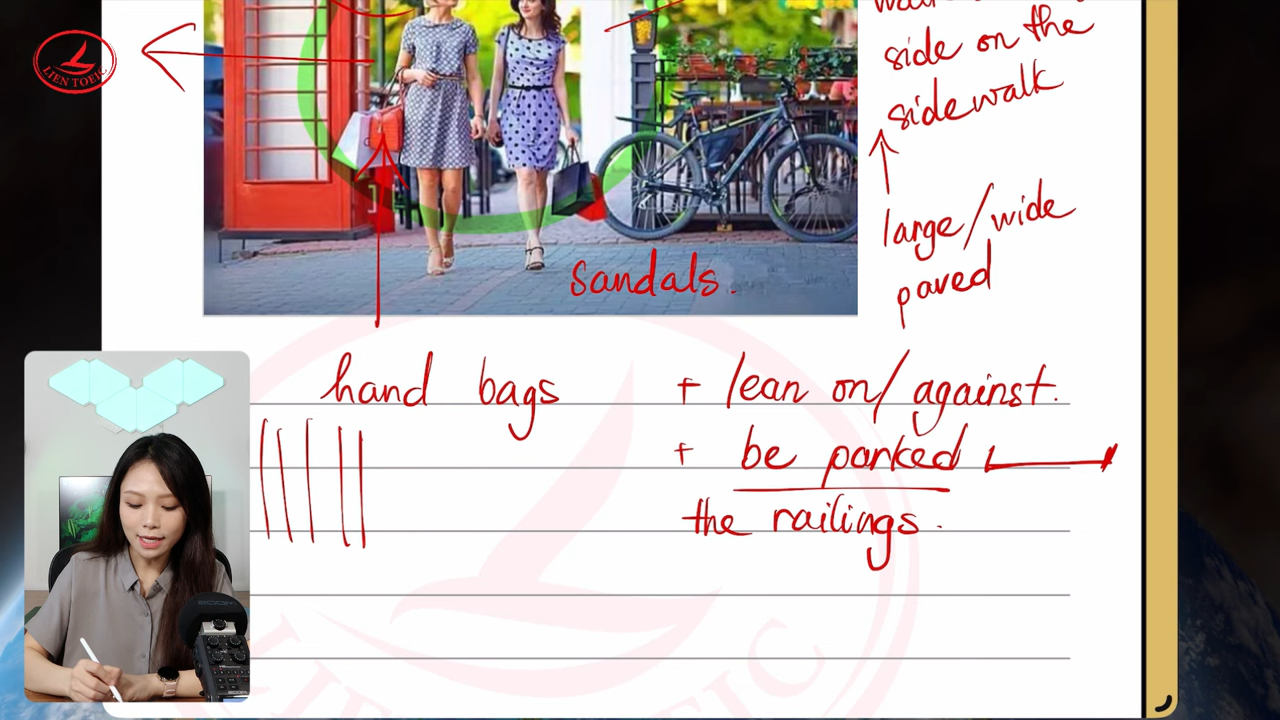 LIEN TOEIC
side on the
sidewalk
large/wide
paved
sandals.
hand bags
+ lean on/against.
+ be parked
the railings.
ZOOM